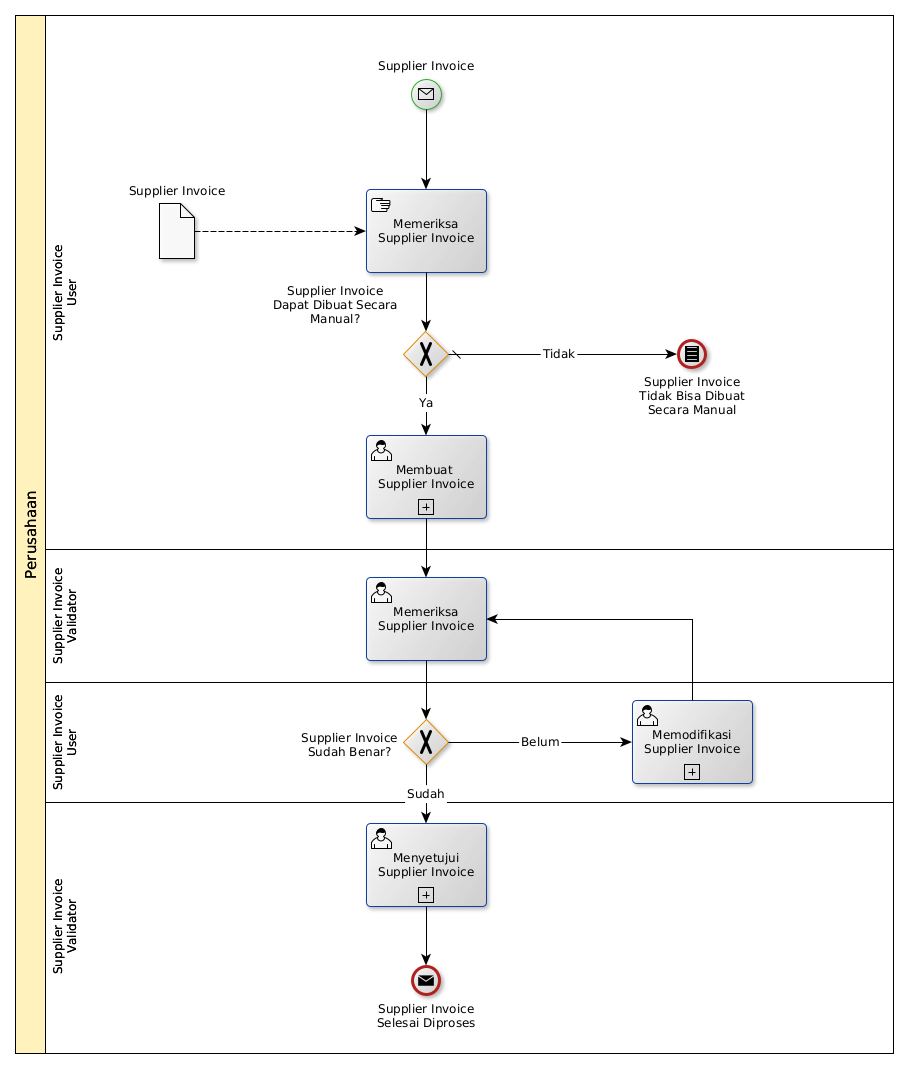 Perusahaan
Supplier Invoice
User
Supplier Invoice
Supplier Invoice
Memeriksa
Supplier Invoice
Supplier Invoice
Dapat Dibuat Secara
Manual?
Tidak
Supplier Invoice
Tidak Bisa Dibuat
Secara Manual
Ya
Membuat
Supplier Invoice
Supplier Invoice
Validator
Memeriksa
Supplier Invoice
Supplier Invoice
User
Supplier Invoice
Sudah Benar?
Belum
Memodifikasi
Supplier Invoice
Sudah
Supplier Invoice
Validator
Menyetujui
Supplier Invoice
Supplier Invoice
Selesai Diproses